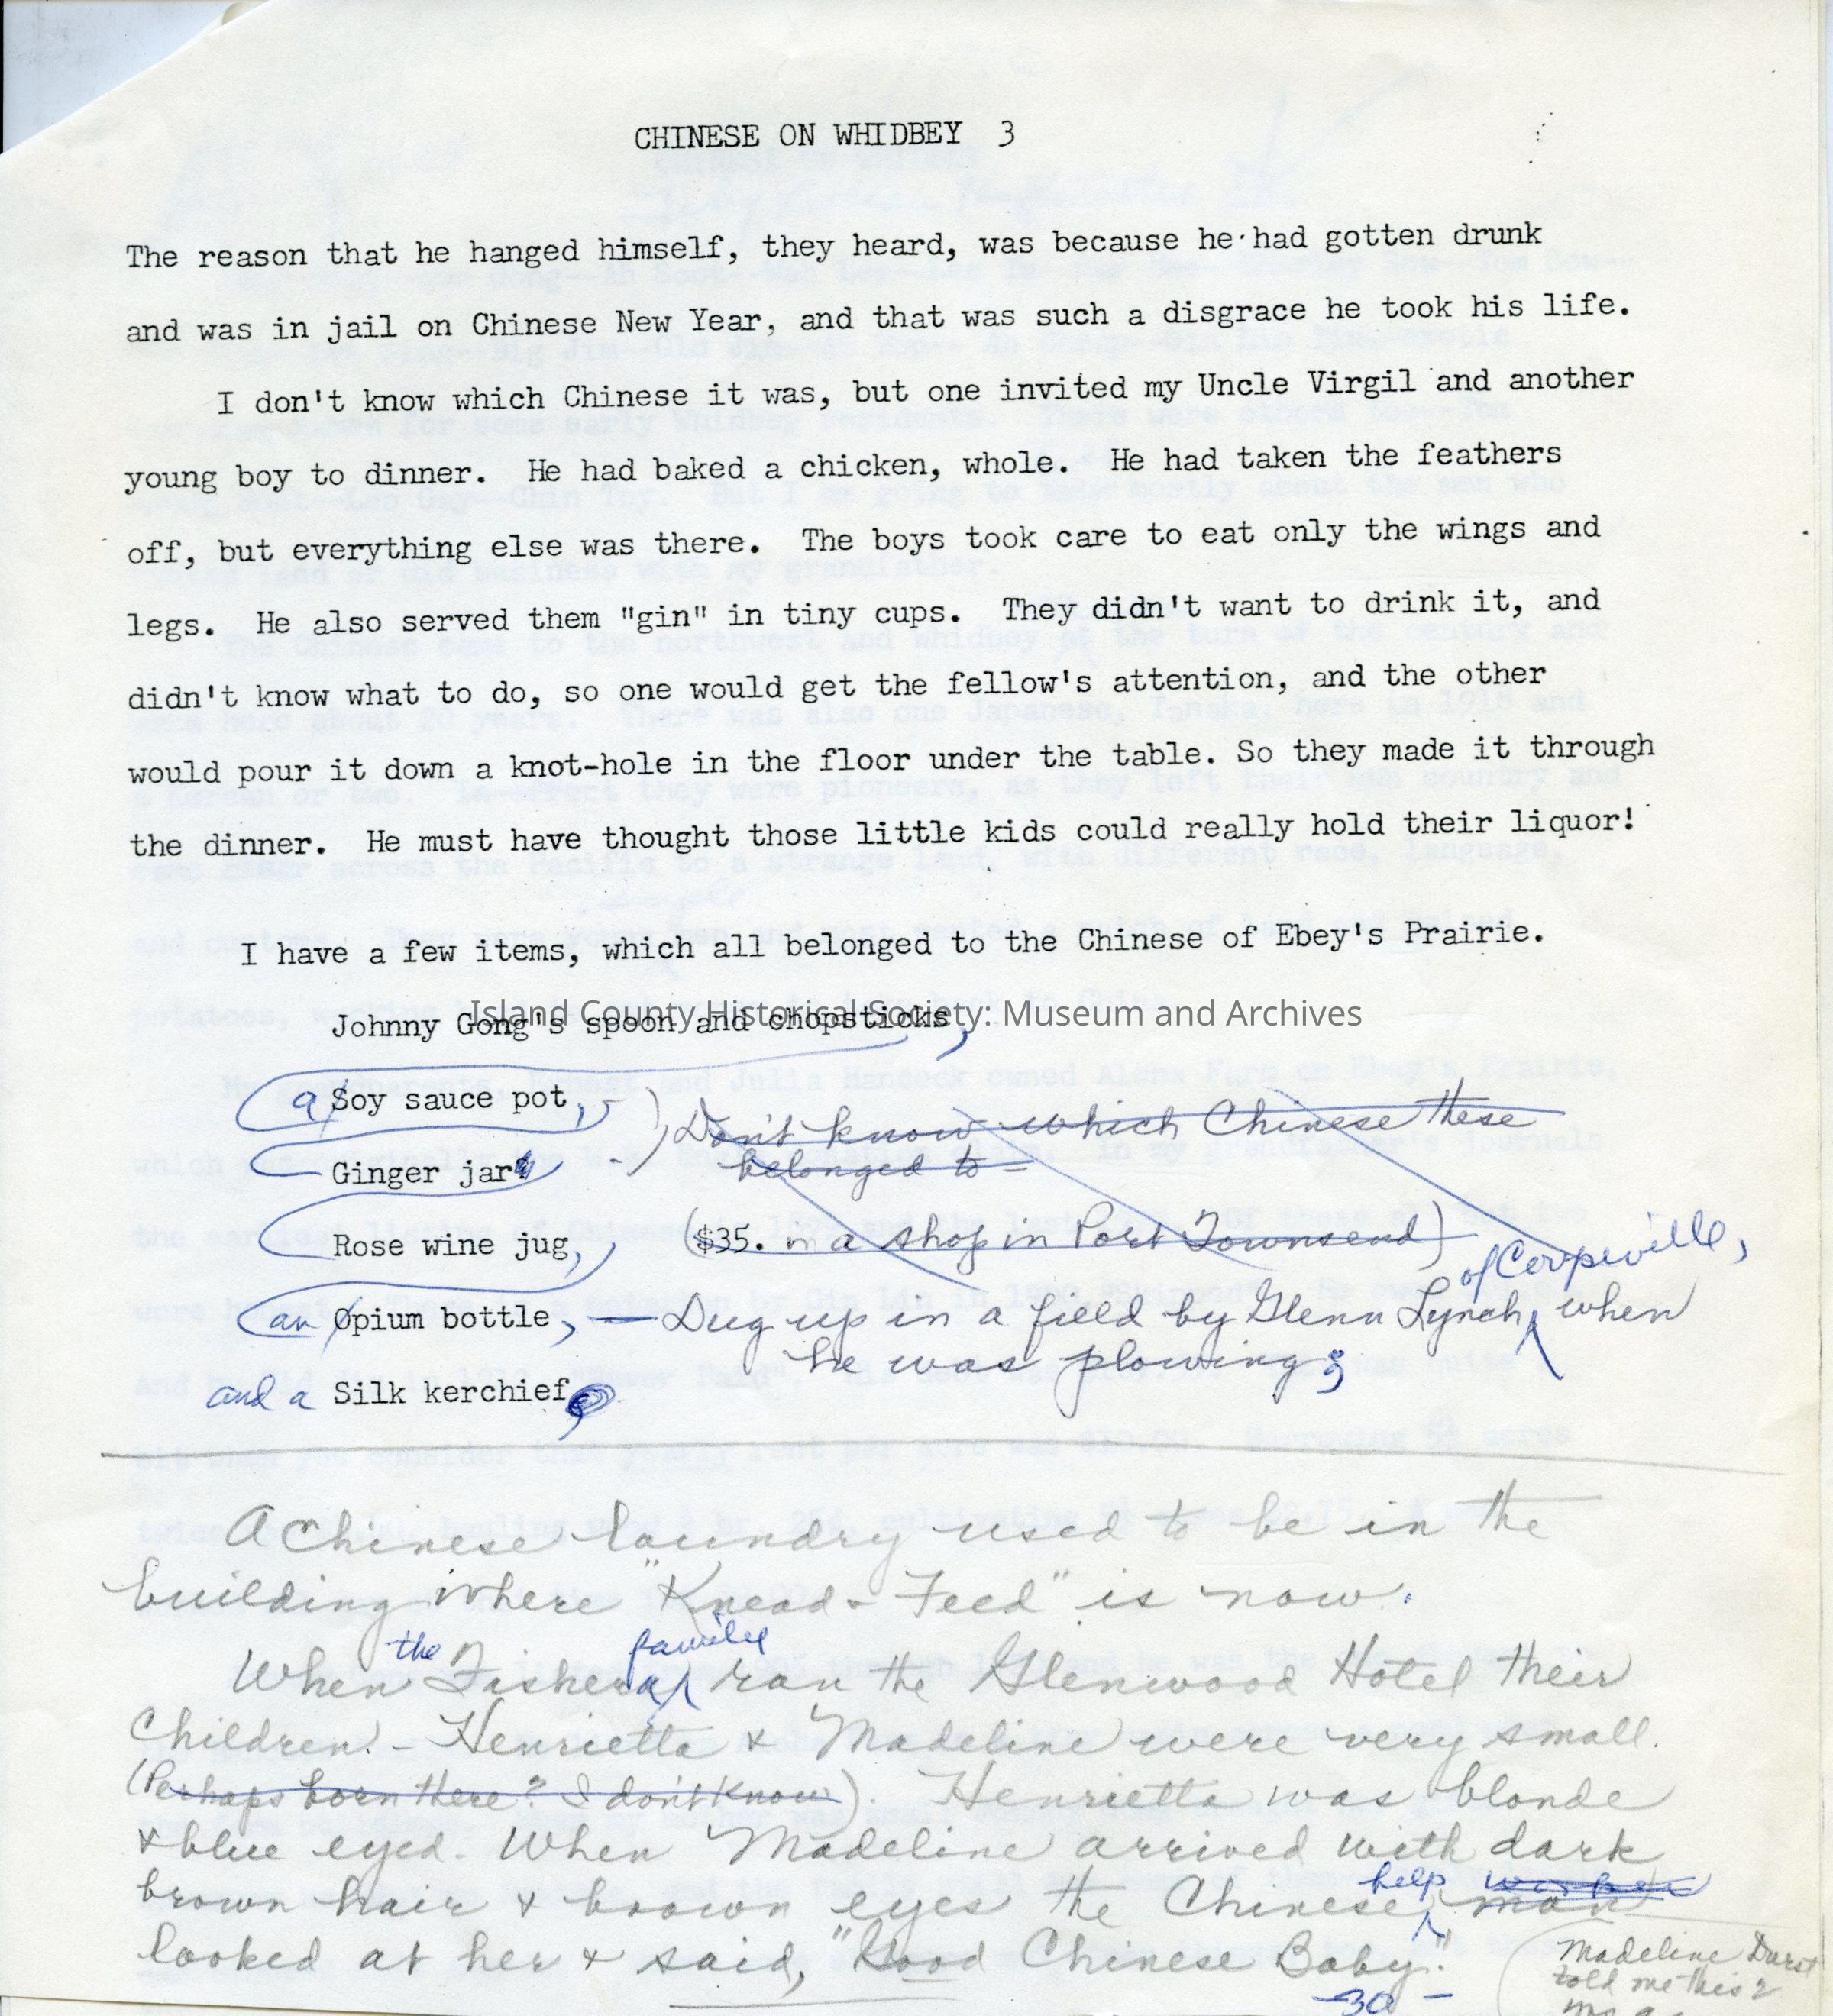 CHINESE ON WHIDBEY 3
The reason that he hanged himself, they heard, was because he had gotten drunk
and was in jail on Chinese New Year, and that was such a disgrace he took his life.
I don't know which Chinese it was, but one invited my Uncle Virgil and another
young boy to dinner. He had baked a chicken, whole. He had taken the feathers
off, but everything else was there. The boys took care to eat only the wings and
legs. He also served them "gin" in tiny cups. They didn't want to drink it, and
didn't know what to do, so one would get the fellow's attention, and the other
would pour it down a knot-hole in the floor under the table. So they made it through
the dinner. He must have thought those little kids could really hold their liquor!
I have a few items, which all belonged to the Chinese of Ebey's Prairie.
Island County Historical Society: Museum and Archives
Johnny Gong's spoon and chopsticks,
a Soy sauce pot, ) Don't know which Chinese these
Ginger jar, -) belonged to -
Rose wine jug, ($35. in a shop in Port Townsend)
of Coupeville,
an Opium bottle, — Dug up in a field by Glenn Lynch, when
he was plowing;
and a Silk kerchief
A Chinese laundry used to be in the
building where "Knead & Feed" is now.
the family
When Fishers ran the Glenwood Hotel their
Children - Henrietta & Madeline were very small.
(Perhaps born there? I don't know). Henrietta was blonde
& blue eyed. When Madeline arrived with dark
help
brown hair & brown eyes the Chinese man
looked at her & said, "Good Chinese Baby."
-30-
Madeline Durst
told me this 2